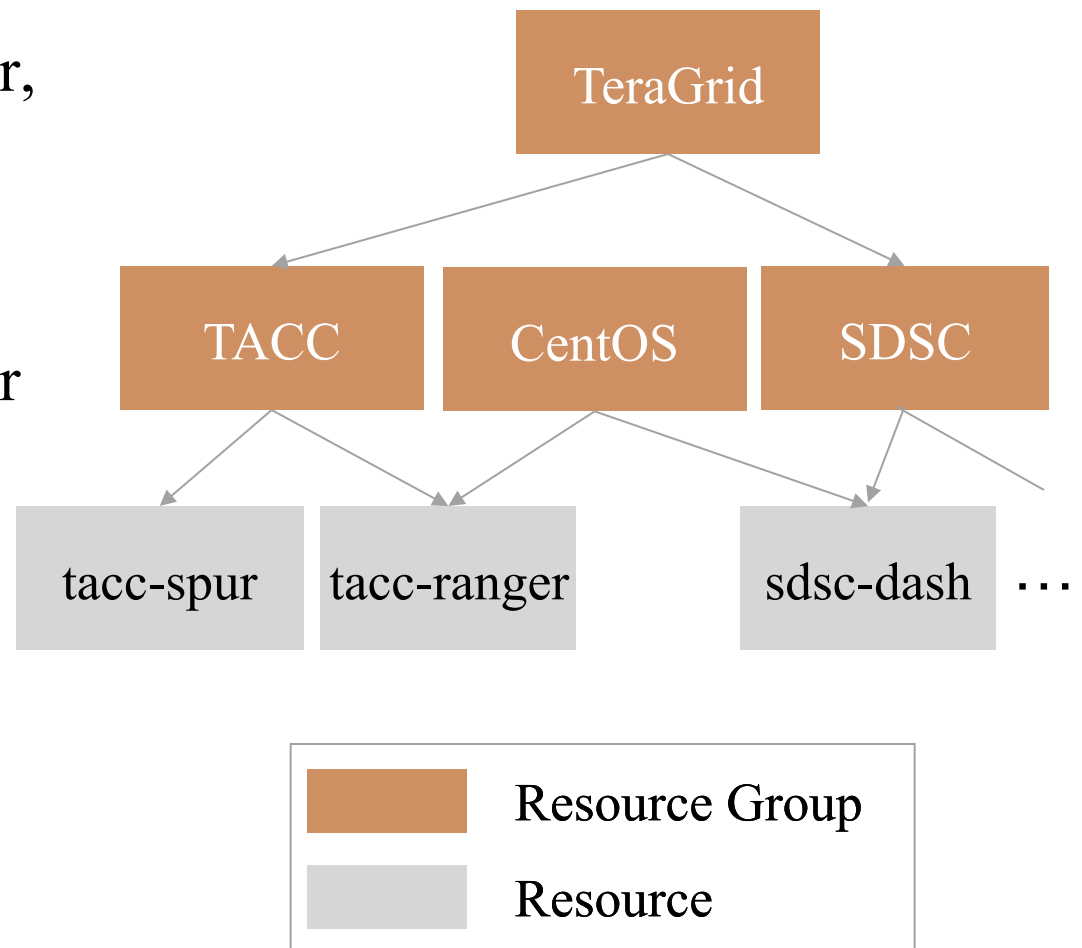 r,
TeraGrid
TACC CentOS SDSC
r
tacc-spur tacc-ranger sdsc-dash ...
Resource Group
Resource